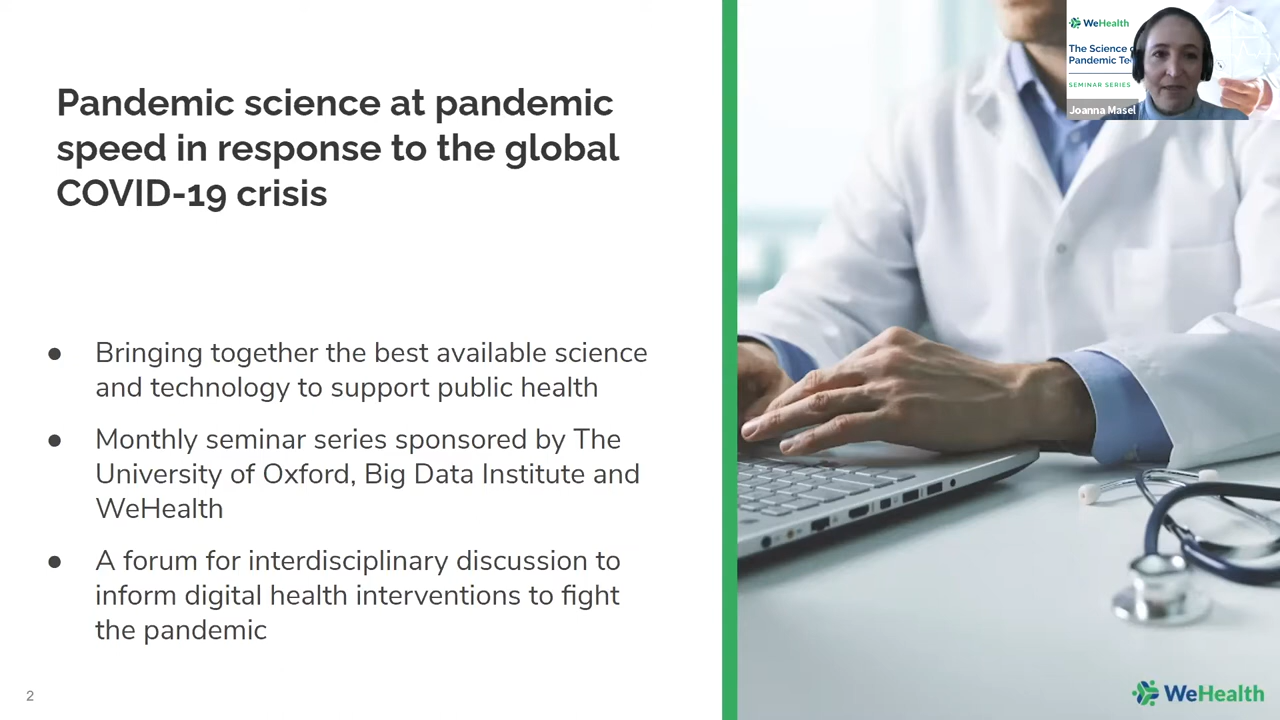 Pandemic science at pandemic
speed in response to the global
COVID-19 crisis
● Bringing together the best available science
and technology to support public health
● Monthly seminar series sponsored by The
University of Oxford, Big Data Institute and
WeHealth
● A forum for interdisciplinary discussion to
inform digital health interventions to fight
the pandemic
2
WeHealth
The Science
Pandemic
SEMINAR SERIES
Joanna Masel
WeHealth